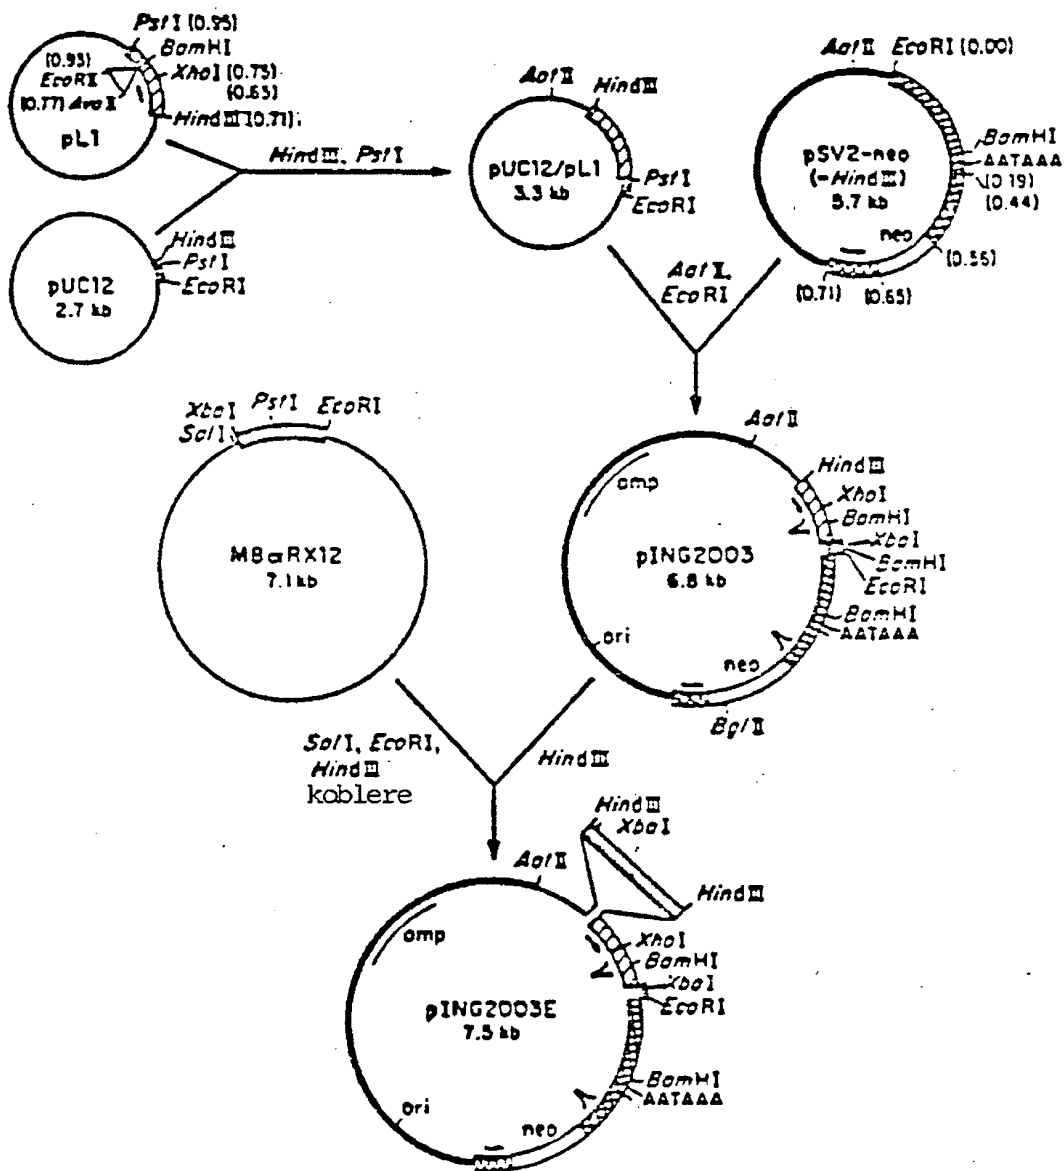 PstI (0.95)
BamHI
(0.93)
EcoRII
XhoI (0.75)
(0.65)
(0.77) AvaII
HindIII (0.71)
pL1
HindIII, PstI
pUC12
2.7 kb
HindIII
PstI
EcoRI
AatII
HindIII
pUC12/pL1
3.3 kb
PstI
EcoRI
AatII
EcoRI (0.00)
pSV2-neo
(-HindIII)
5.7 kb
BamHI
AATAAA
(0.19)
(0.44)
neo
(0.56)
(0.71)
(0.65)
AatII,
EcoRI
XbaI
PstI
EcoRI
SalI
M8αRX12
7.1 kb
AatII
HindIII
amp
XhoI
BamHI
XbaI
pING2003
6.8 kb
BamHI
EcoRI
BamHI
AATAAA
ori
neo
BglII
SalI, EcoRI,
HindIII
koblere
HindIII
HindIII
XbaI
AatII
HindIII
amp
XhoI
BamHI
XbaI
EcoRI
pING2003E
7.5 kb
BamHI
AATAAA
ori
neo